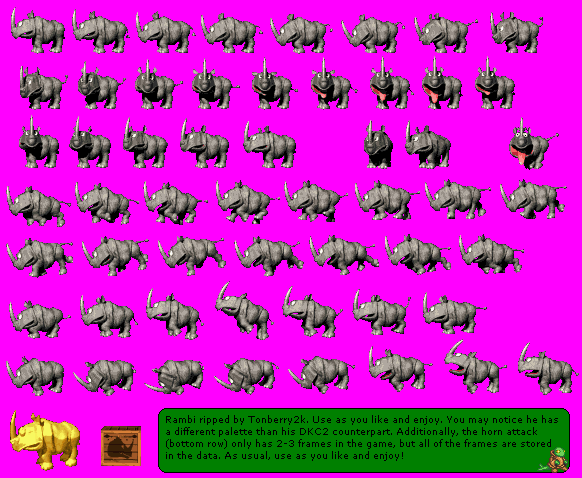 Rambi ripped by Tonberry2k. Use as you like and enjoy. You may notice he has
a different palette than his DKC2 counterpart. Additionally, the horn attack
(bottom row) only has 2-3 frames in the game, but all of the frames are stored
in the data. As usual, use as you like and enjoy!